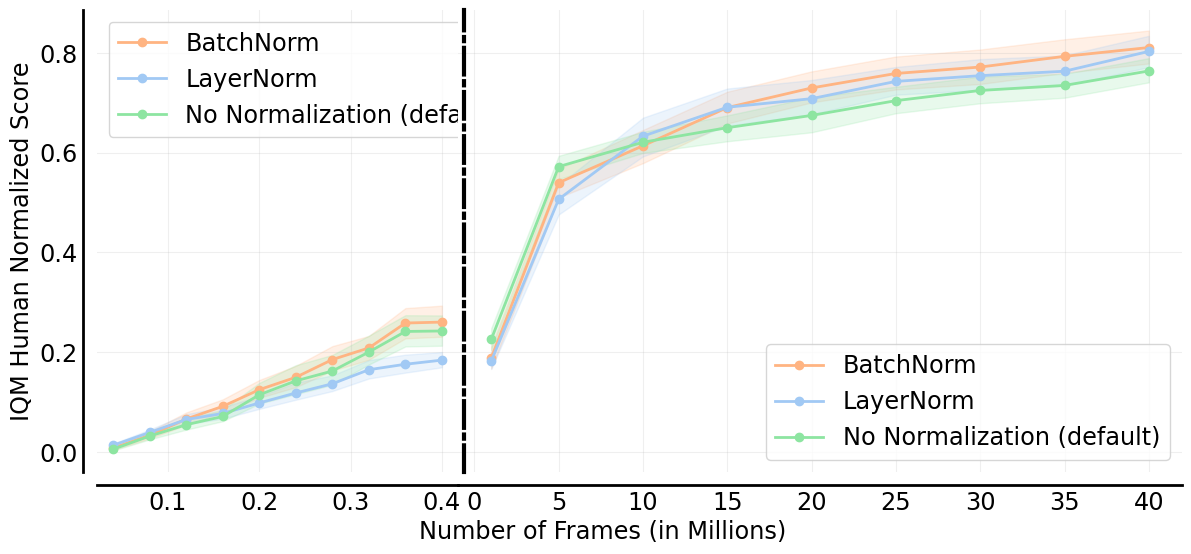 IQM Human Normalized Score
0.8
0.6
0.4
0.2
0.0
BatchNorm
LayerNorm
No Normalization (defa
BatchNorm
LayerNorm
No Normalization (default)
0.1 0.2 0.3 0.4 0 5 10 15 20 25 30 35 40
Number of Frames (in Millions)